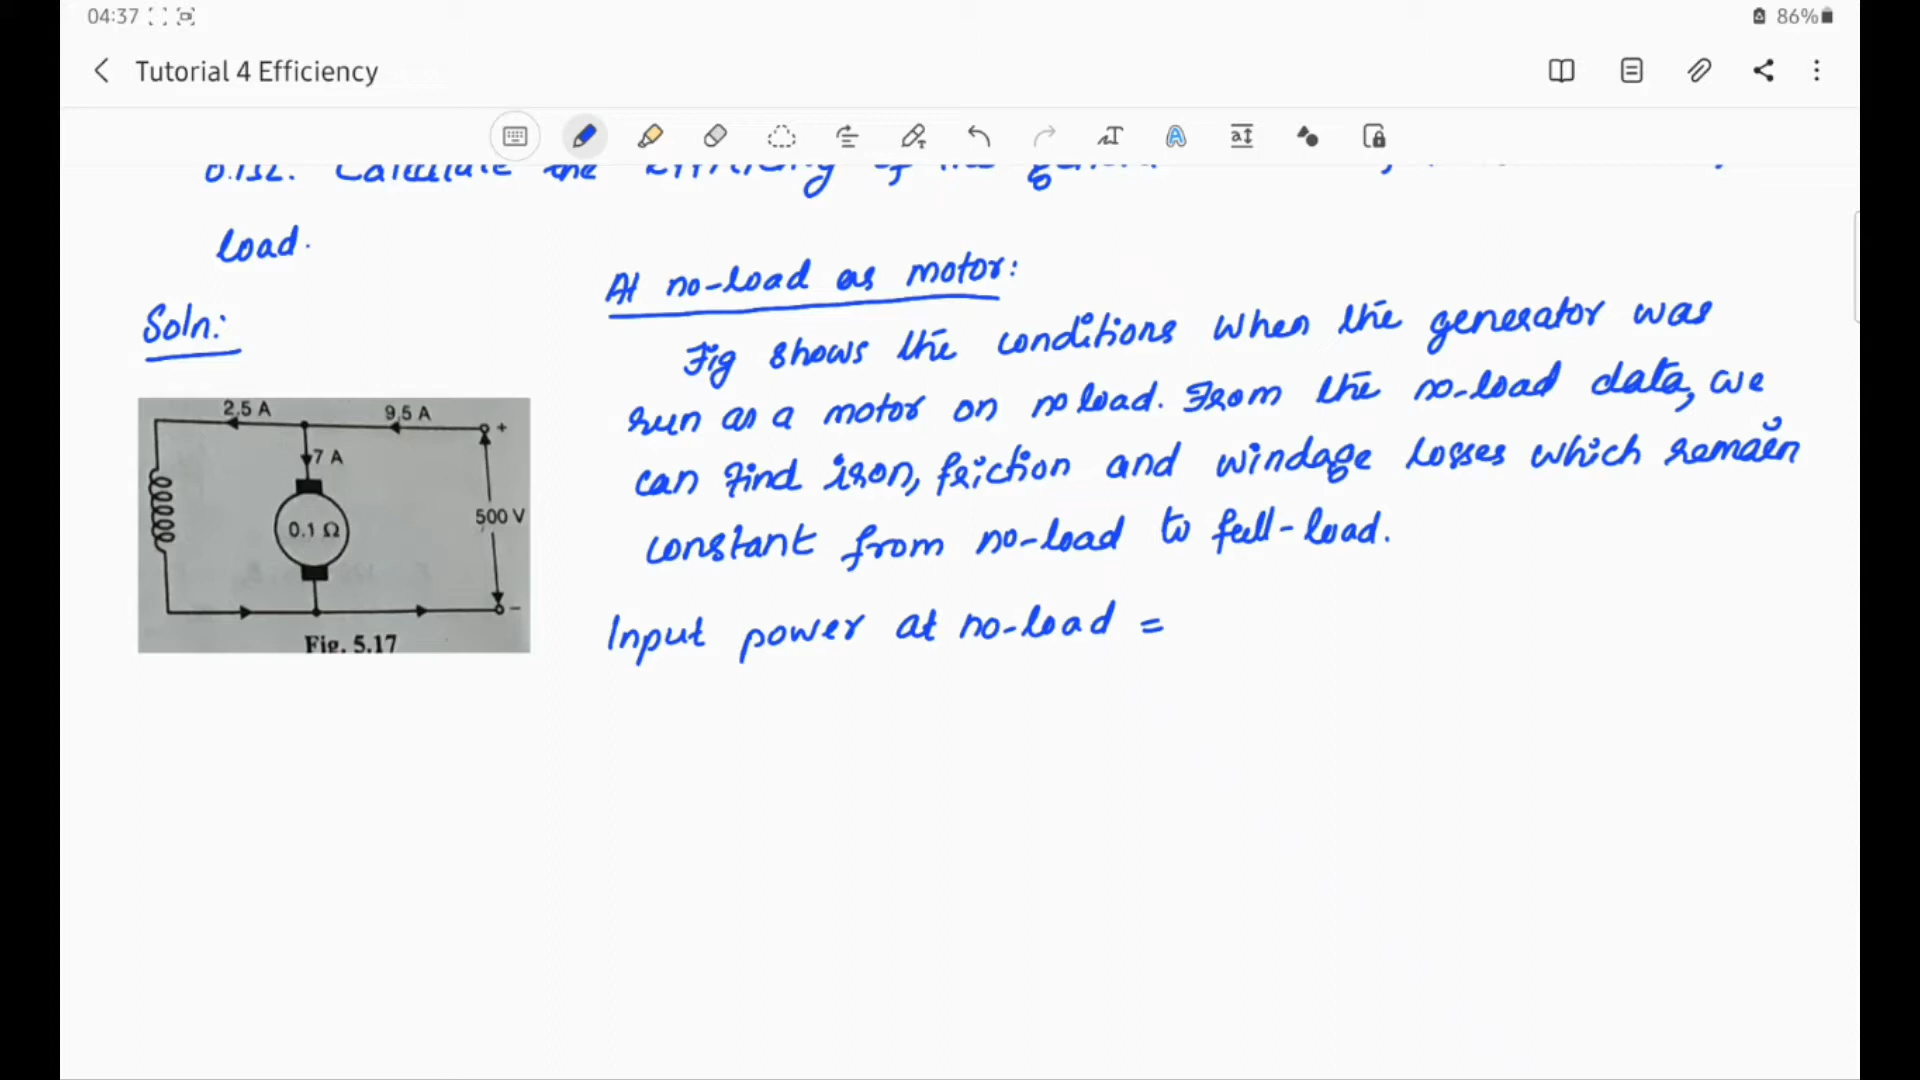 04:37
86%
Tutorial 4 Efficiency
load.
At no-load as motor:
Soln:
Fig shows the conditions when the generator was
run as a motor on no load. From the no-load data, we
can find iron, friction and windage losses which remain
constant from no-load to full-load.
2.5 A 9.5 A
+
7 A
0.1 Ω
500 V
−
Fig. 5.17
Input power at no-load =